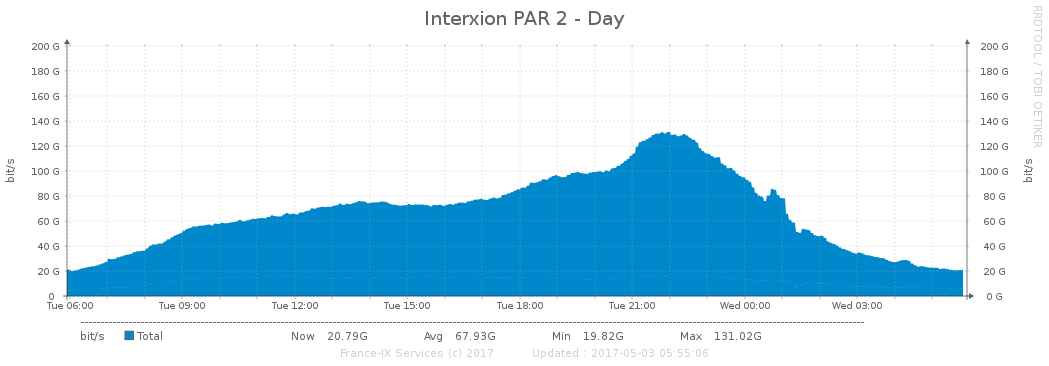 Interxion PAR 2 - Day
RRDTOOL / TOBI OETIKER
200 G 200 G
180 G 180 G
160 G 160 G
140 G 140 G
120 G 120 G
100 G 100 G
80 G 80 G
60 G 60 G
40 G 40 G
20 G 20 G
0 0 G
bit/s bit/s
Tue 06:00 Tue 09:00 Tue 12:00 Tue 15:00 Tue 18:00 Tue 21:00 Wed 00:00 Wed 03:00
bit/s Total Now 20.79G Avg 67.93G Min 19.82G Max 131.02G
France-IX Services (c) 2017 Updated : 2017-05-03 05:55:06